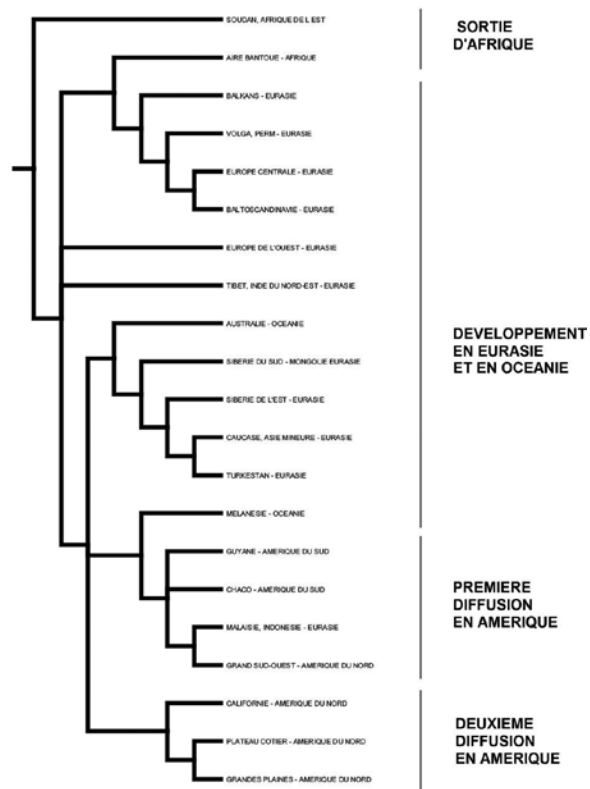 SOUDAN, AFRIQUE DE L EST
SORTIE
D'AFRIQUE
AIRE BANTOUE - AFRIQUE
BALKANS - EURASIE
VOLGA, PERM - EURASIE
EUROPE CENTRALE - EURASIE
BALTOSCANDINAVIE - EURASIE
EUROPE DE L'OUEST - EURASIE
TIBET, INDE DU NORD-EST - EURASIE
AUSTRALIE - OCEANIE
DEVELOPPEMENT
EN EURASIE
ET EN OCEANIE
SIBERIE DU SUD - MONGOLIE EURASIE
SIBERIE DE L'EST - EURASIE
CAUCASE, ASIE MINEURE - EURASIE
TURKESTAN - EURASIE
MELANESIE - OCEANIE
GUYANE - AMERIQUE DU SUD
CHACO - AMERIQUE DU SUD
PREMIERE
DIFFUSION
EN AMERIQUE
MALAISIE, INDONESIE - EURASIE
GRAND SUD-OUEST - AMERIQUE DU NORD
CALIFORNIE - AMERIQUE DU NORD
DEUXIEME
DIFFUSION
EN AMERIQUE
PLATEAU COTIER - AMERIQUE DU NORD
GRANDES PLAINES - AMERIQUE DU NORD